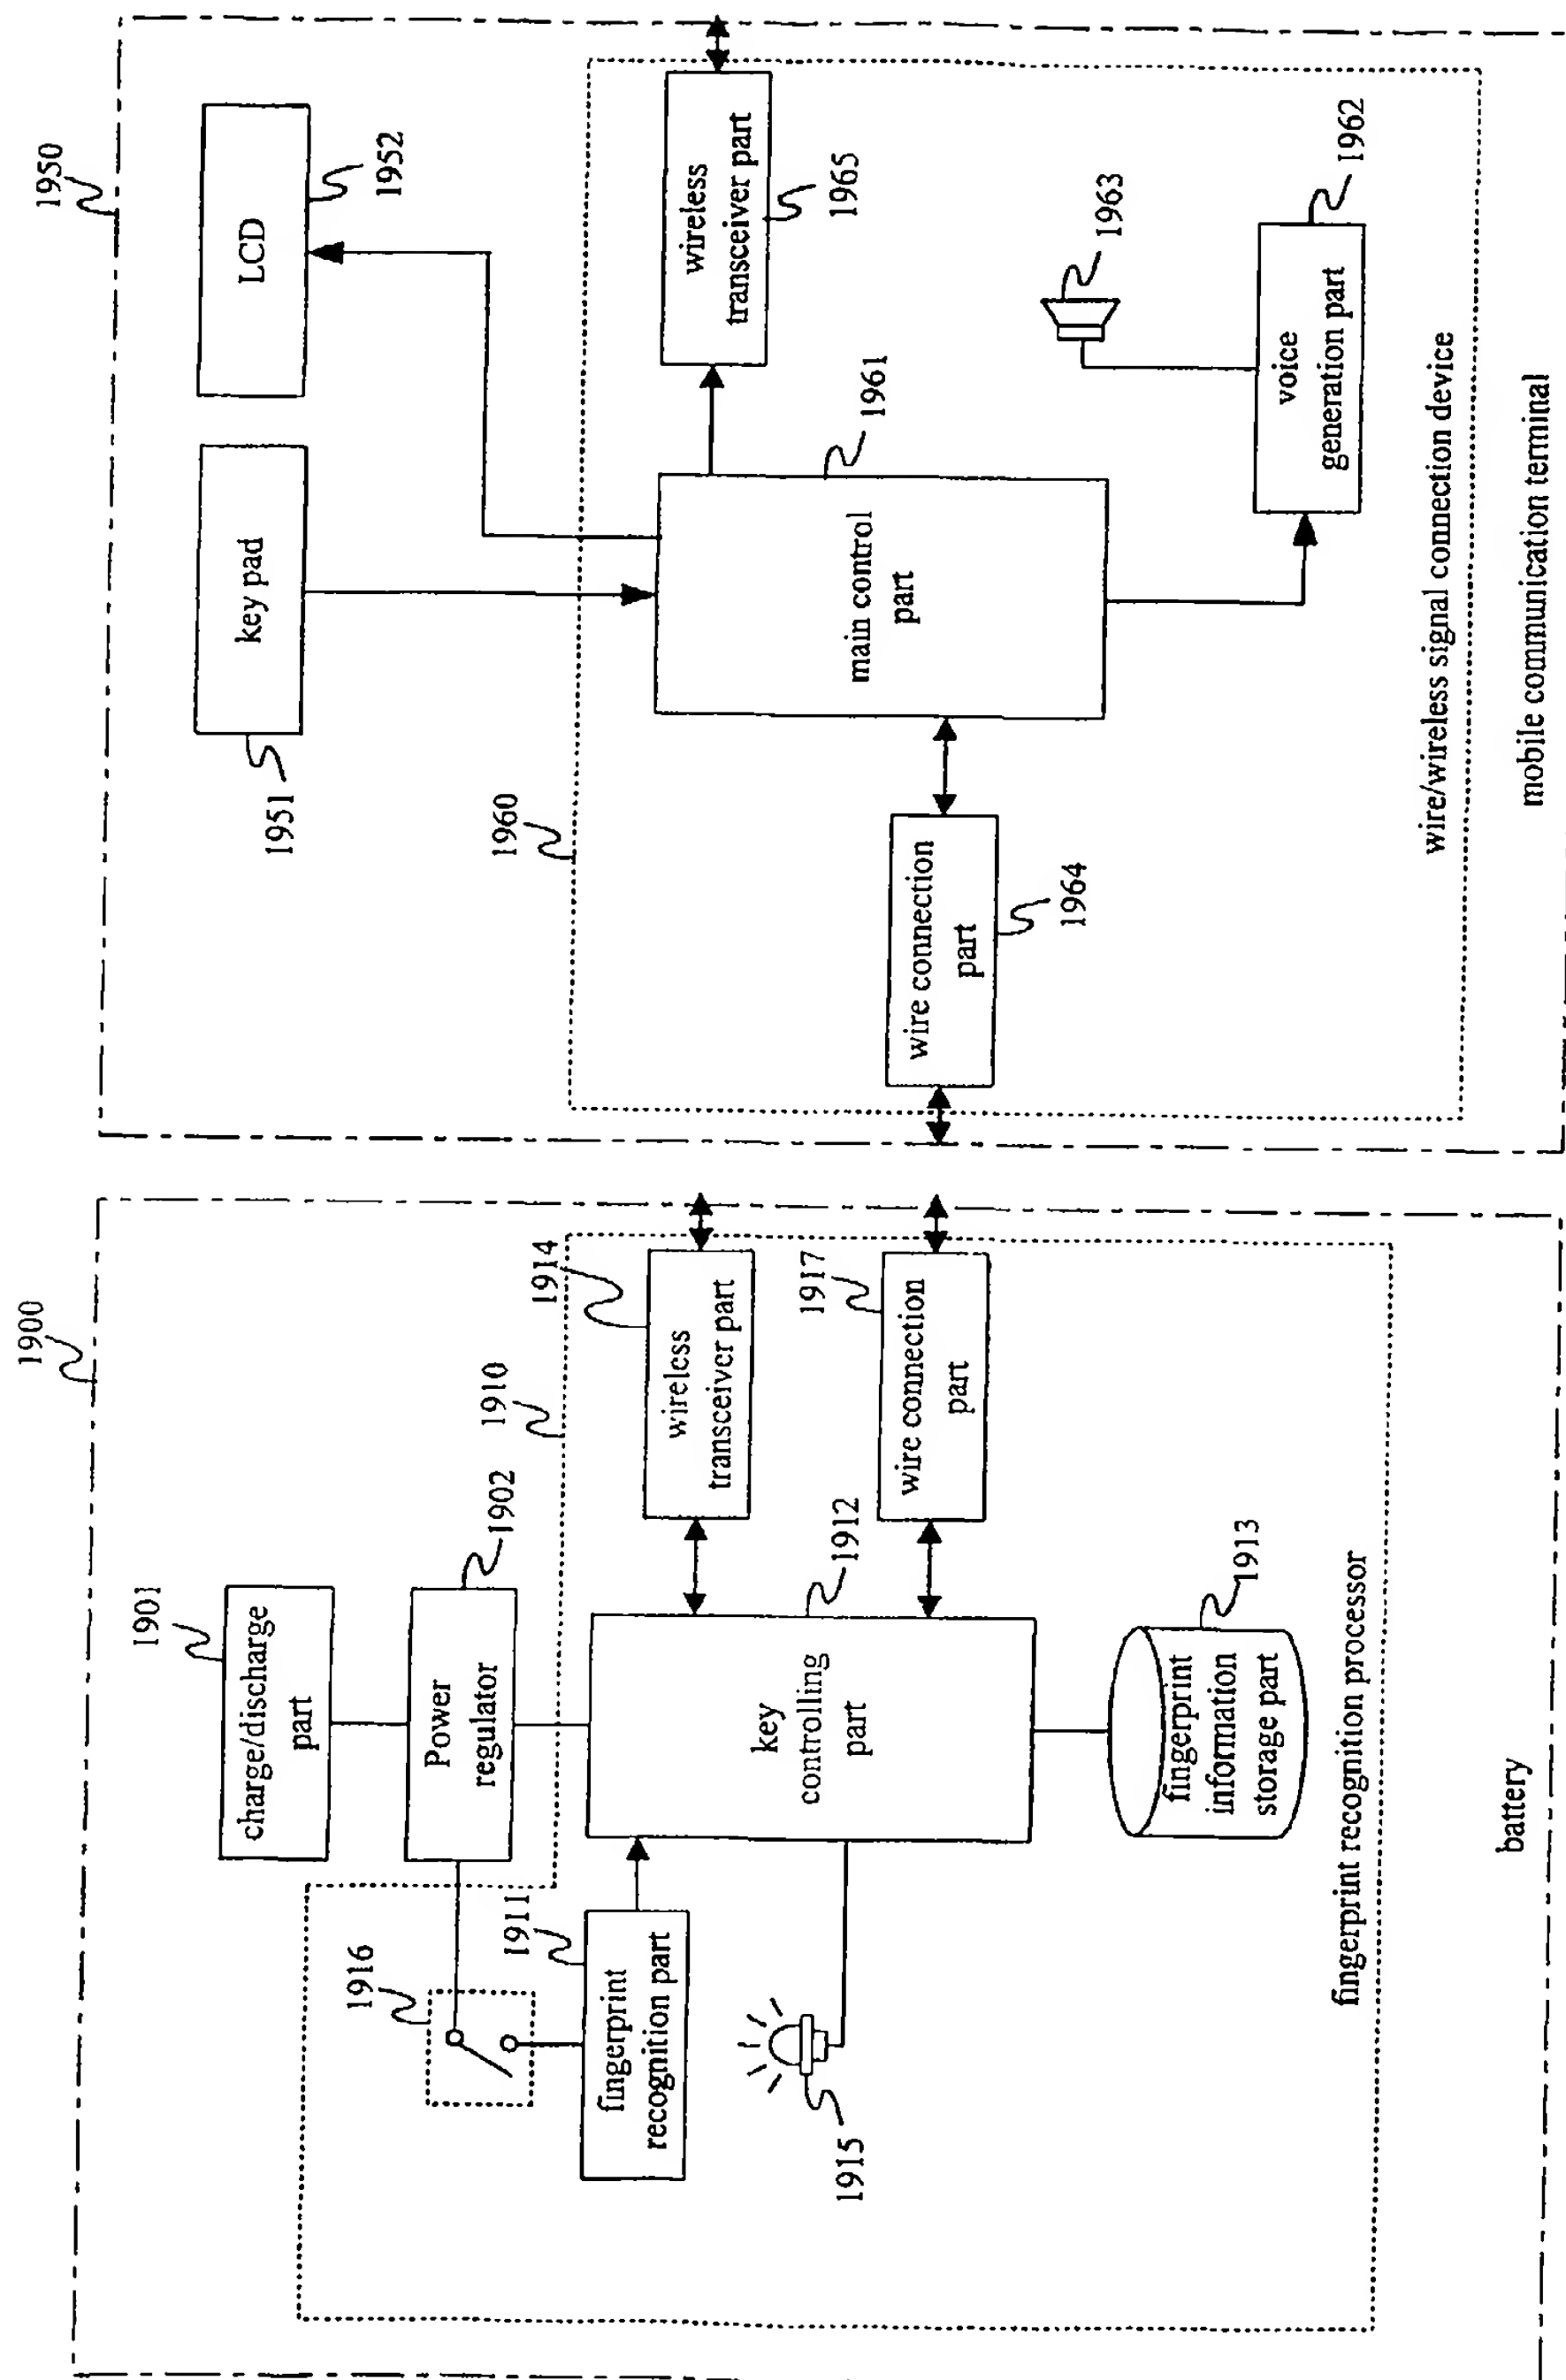 1900
1901
charge/discharge
part
1902
Power
regulator
1910
1916
1911
fingerprint
recognition part
1915
key
controlling
part
1912
1914
wireless
transceiver part
1917
wire connection
part
1913
fingerprint
information
storage part
fingerprint recognition processor
battery
1950
1951
key pad
LCD
1952
1960
wireless
transceiver part
1965
main control
part
1961
wire connection
part
1964
1963
voice
generation part
1962
wire/wireless signal connection device
mobile communication terminal